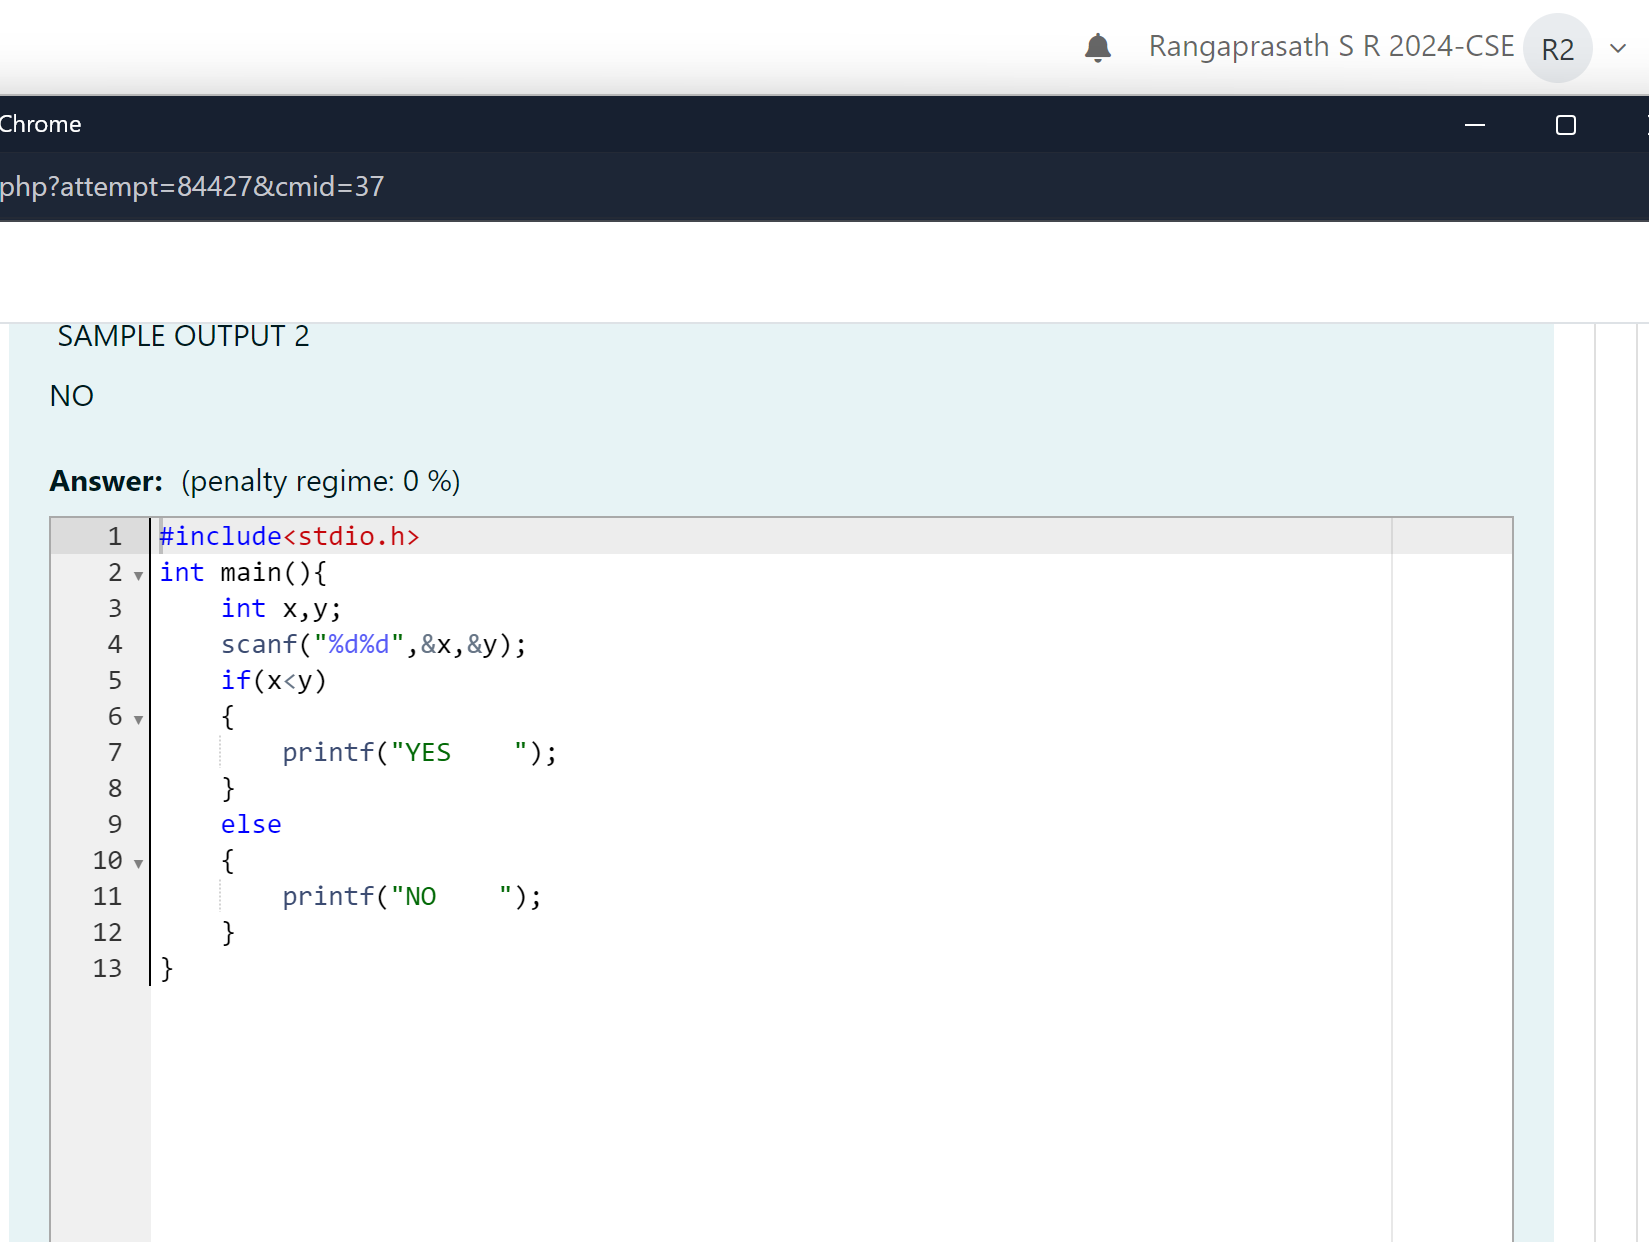 Rangaprasath S R 2024-CSE R2
Chrome
php?attempt=84427&cmid=37
SAMPLE OUTPUT 2
NO
Answer: (penalty regime: 0 %)
1 #include<stdio.h>
2 int main(){
3     int x,y;
4     scanf("%d%d",&x,&y);
5     if(x<y)
6     {
7         printf("YES    ");
8     }
9     else
10     {
11         printf("NO    ");
12     }
13 }